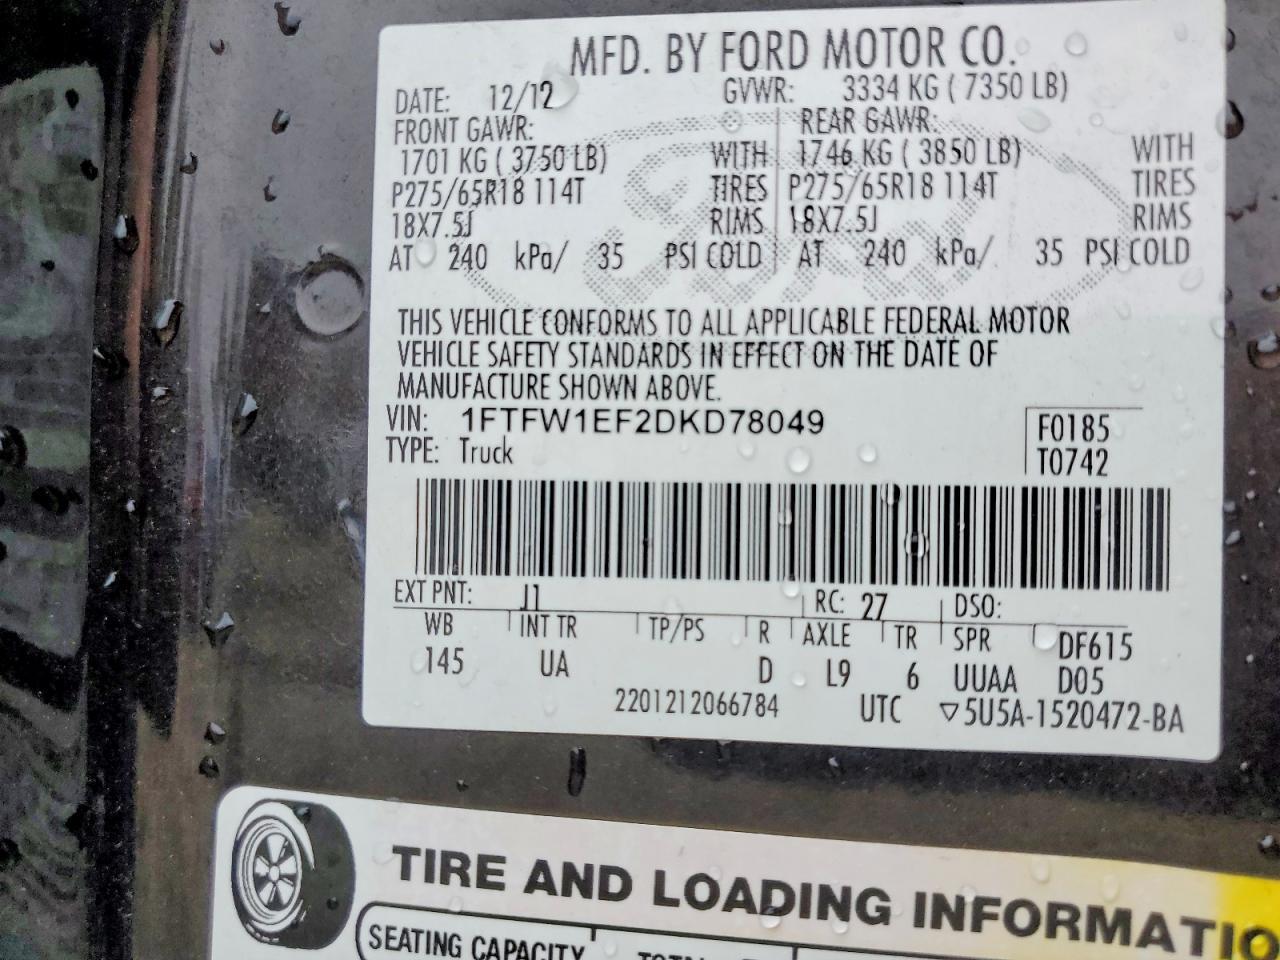 MFD. BY FORD MOTOR CO.
DATE: 12/12 GVWR: 3334 KG ( 7350 LB)
FRONT GAWR: REAR GAWR:
1701 KG ( 3750 LB) WITH 1746 KG ( 3850 LB) WITH
P275/65R18 114T TIRES P275/65R18 114T TIRES
18X7.5J RIMS 18X7.5J RIMS
AT 240 kPa/ 35 PSI COLD AT 240 kPa/ 35 PSI COLD
Ford
THIS VEHICLE CONFORMS TO ALL APPLICABLE FEDERAL MOTOR
VEHICLE SAFETY STANDARDS IN EFFECT ON THE DATE OF
MANUFACTURE SHOWN ABOVE.
VIN: 1FTFW1EF2DKD78049 F0185
TYPE: Truck T0742
EXT PNT: J1 RC: 27 DSO:
WB INT TR TP/PS R AXLE TR SPR DF615
145 UA D L9 6 UUAA D05
2201212066784 UTC ▽5U5A-1520472-BA
TIRE AND LOADING INFORMATIO
SEATING CAPACITY